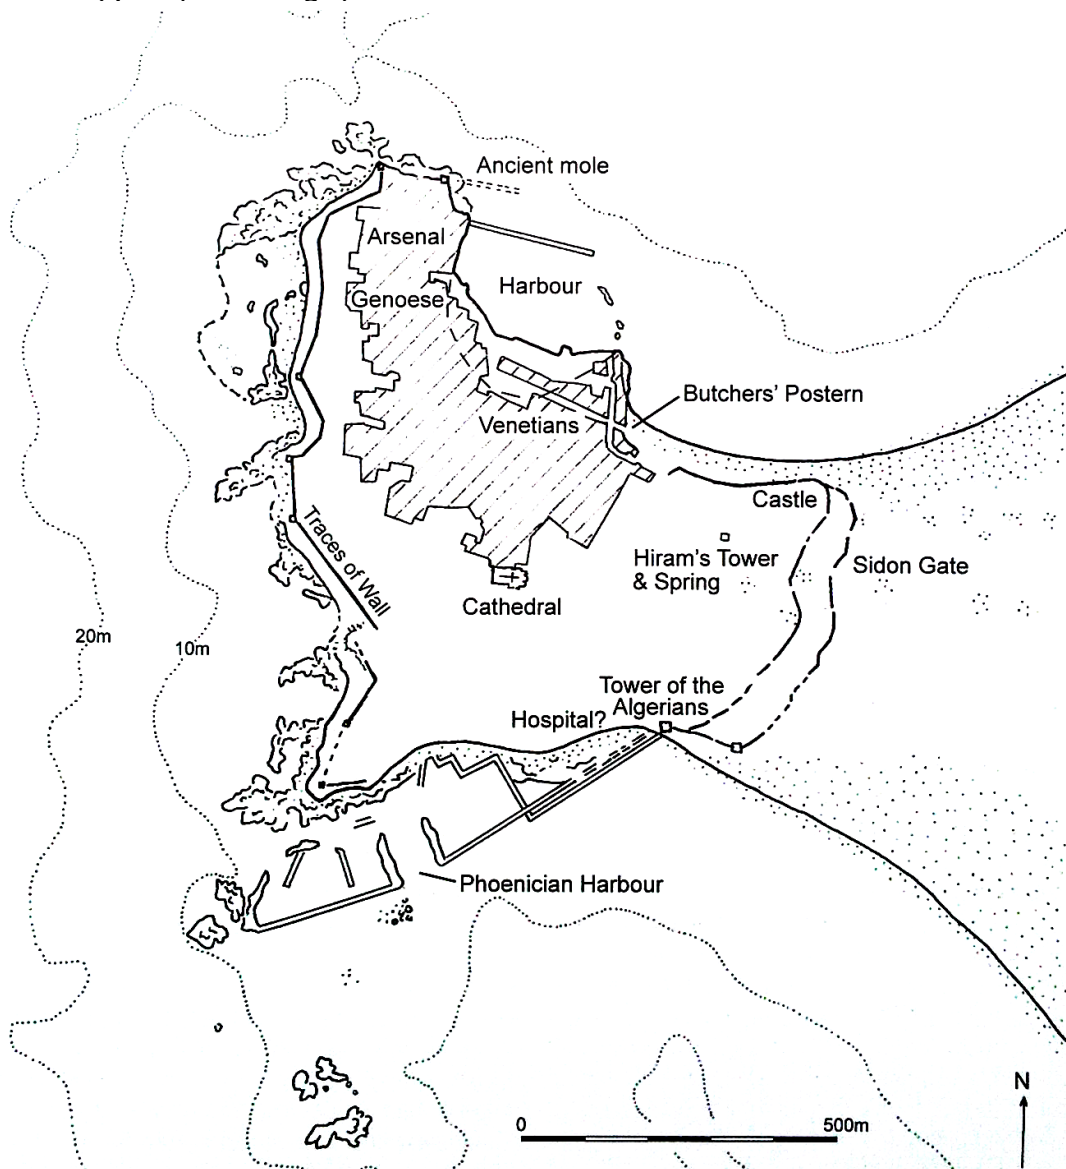 Ancient mole
Arsenal
Harbour
Genoese
Butchers' Postern
Venetians
Castle
Traces of Wall
Hiram's Tower
& Spring
Sidon Gate
Cathedral
20m
10m
Tower of the
Algerians
Hospital?
Phoenician Harbour
N
0
500m